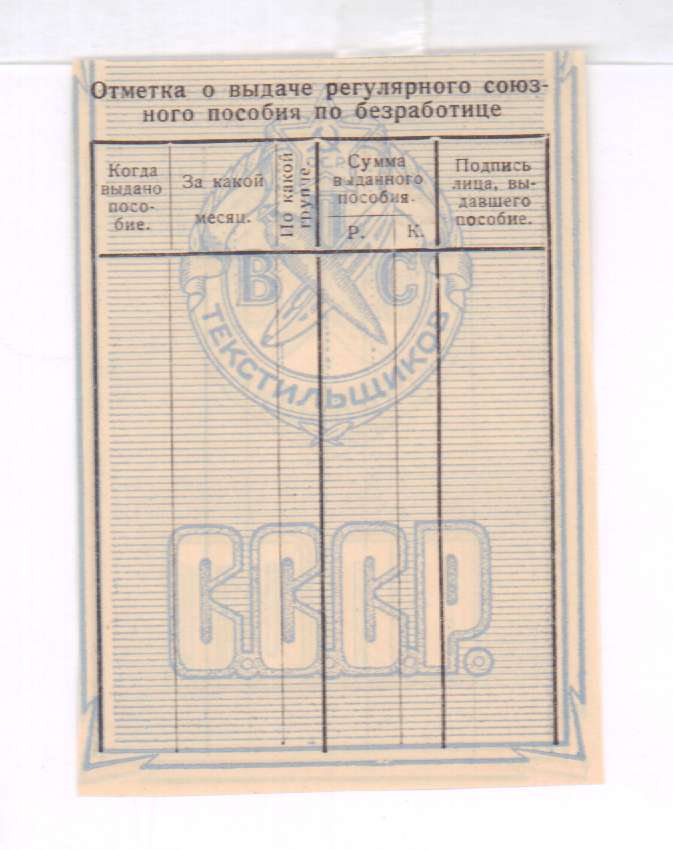 Отметка о выдаче регулярного союз-
ного пособия по безработице
Когда
выдано
посо-
бие.
За какой
месяц.
По какой
группе.
Сумма
выданного
пособия.
Р.
К.
Подпись
лица, вы-
давшего
пособие.
В С
ТЕКСТИЛЬЩИКОВ
С.С.С.Р.